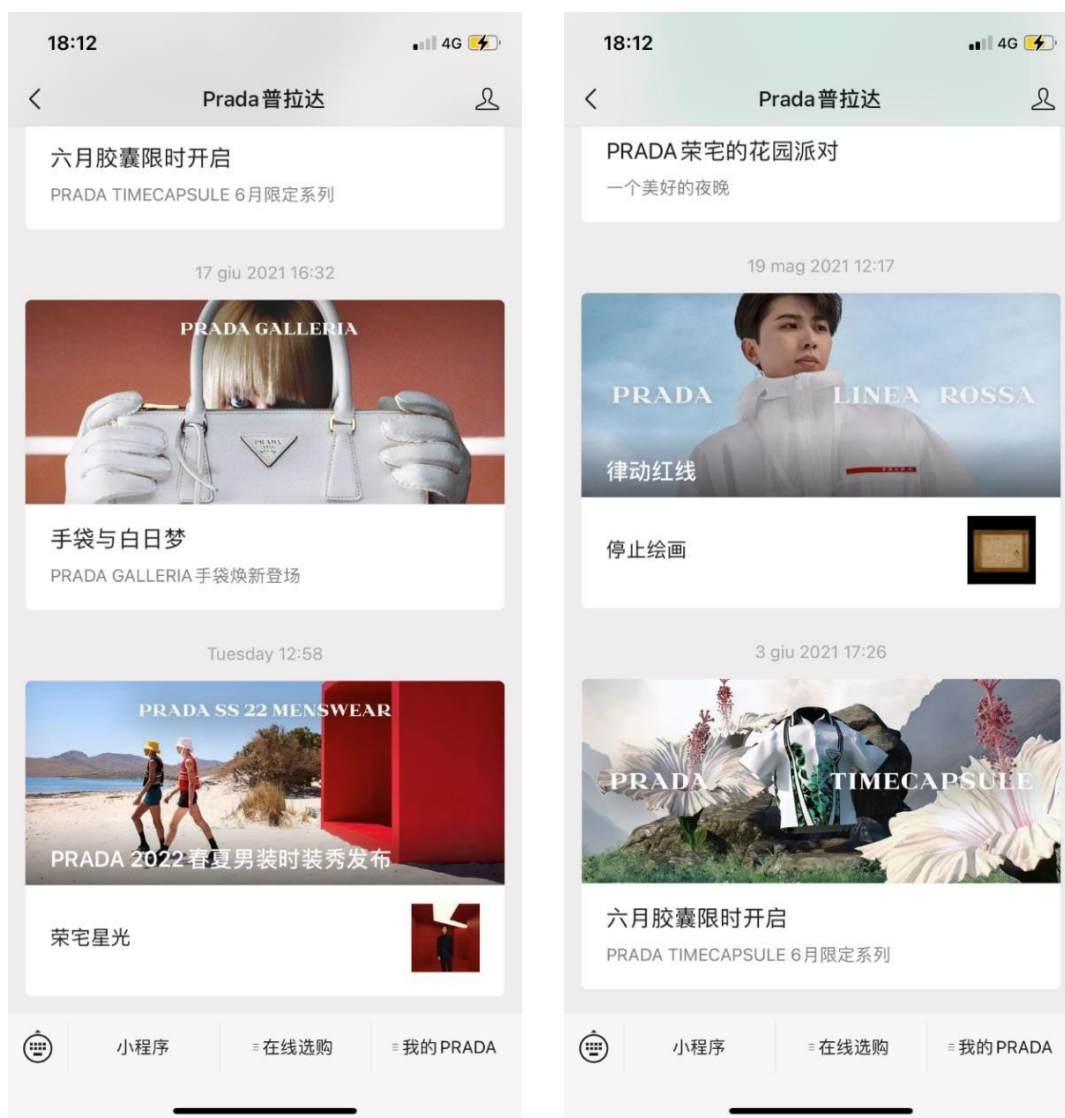 18:12
4G
Prada普拉达
六月胶囊限时开启
PRADA TIMECAPSULE 6月限定系列
17 giu 2021 16:32
PRADA GALLERIA
PRADA
手袋与白日梦
PRADA GALLERIA手袋焕新登场
Tuesday 12:58
PRADA SS 22 MENSWEAR
PRADA 2022春夏男装时装秀发布
荣宅星光
小程序
在线选购
我的PRADA
18:12
4G
Prada普拉达
PRADA荣宅的花园派对
一个美好的夜晚
19 mag 2021 12:17
PRADA LINEA ROSSA
PRADA
律动红线
停止绘画
3 giu 2021 17:26
PRADA TIMECAPSULE
六月胶囊限时开启
PRADA TIMECAPSULE 6月限定系列
小程序
在线选购
我的PRADA